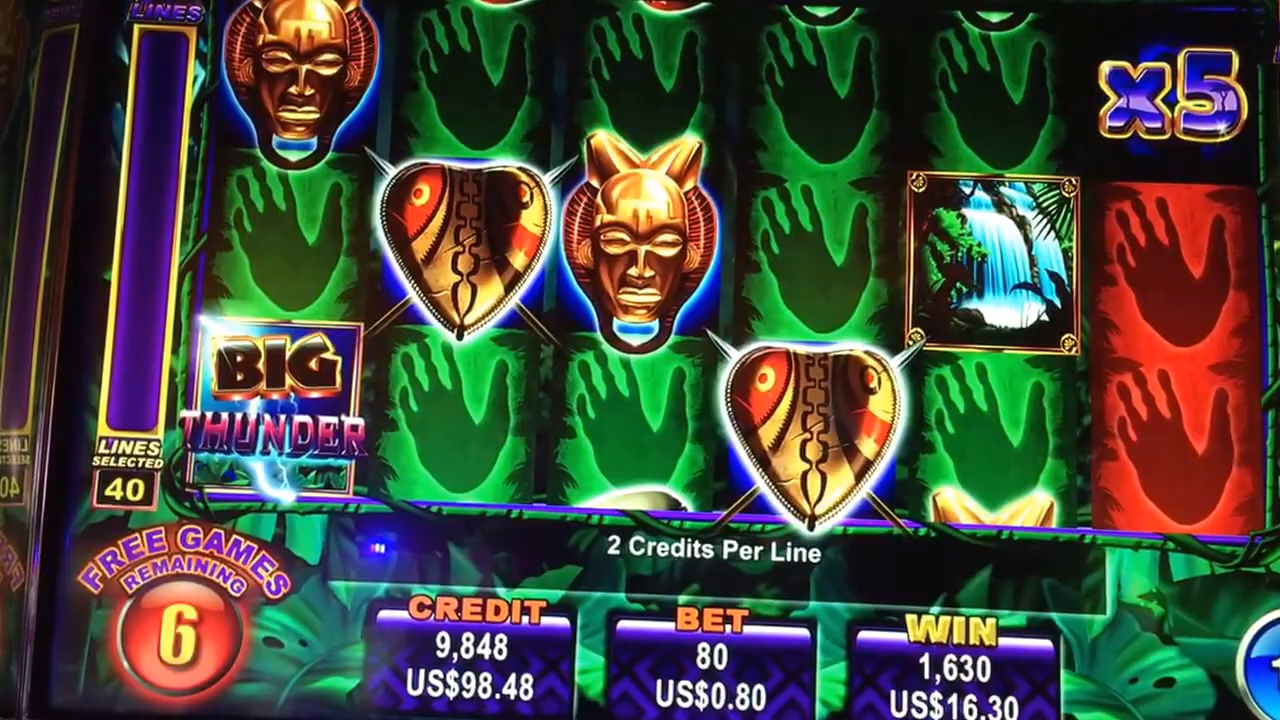 LINES
x5
BIG
THUNDER
LINES
SELECTED
40
FREE GAMES
REMAINING
6
2 Credits Per Line
CREDIT
9,848
US$98.48
BET
80
US$0.80
WIN
1,630
US$16.30